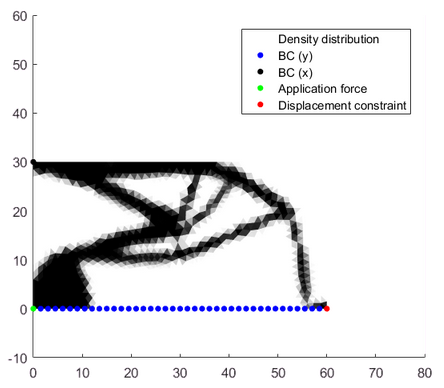 60
50
40
30
20
10
0
-10
0 10 20 30 40 50 60 70 80
Density distribution
BC (y)
BC (x)
Application force
Displacement constraint